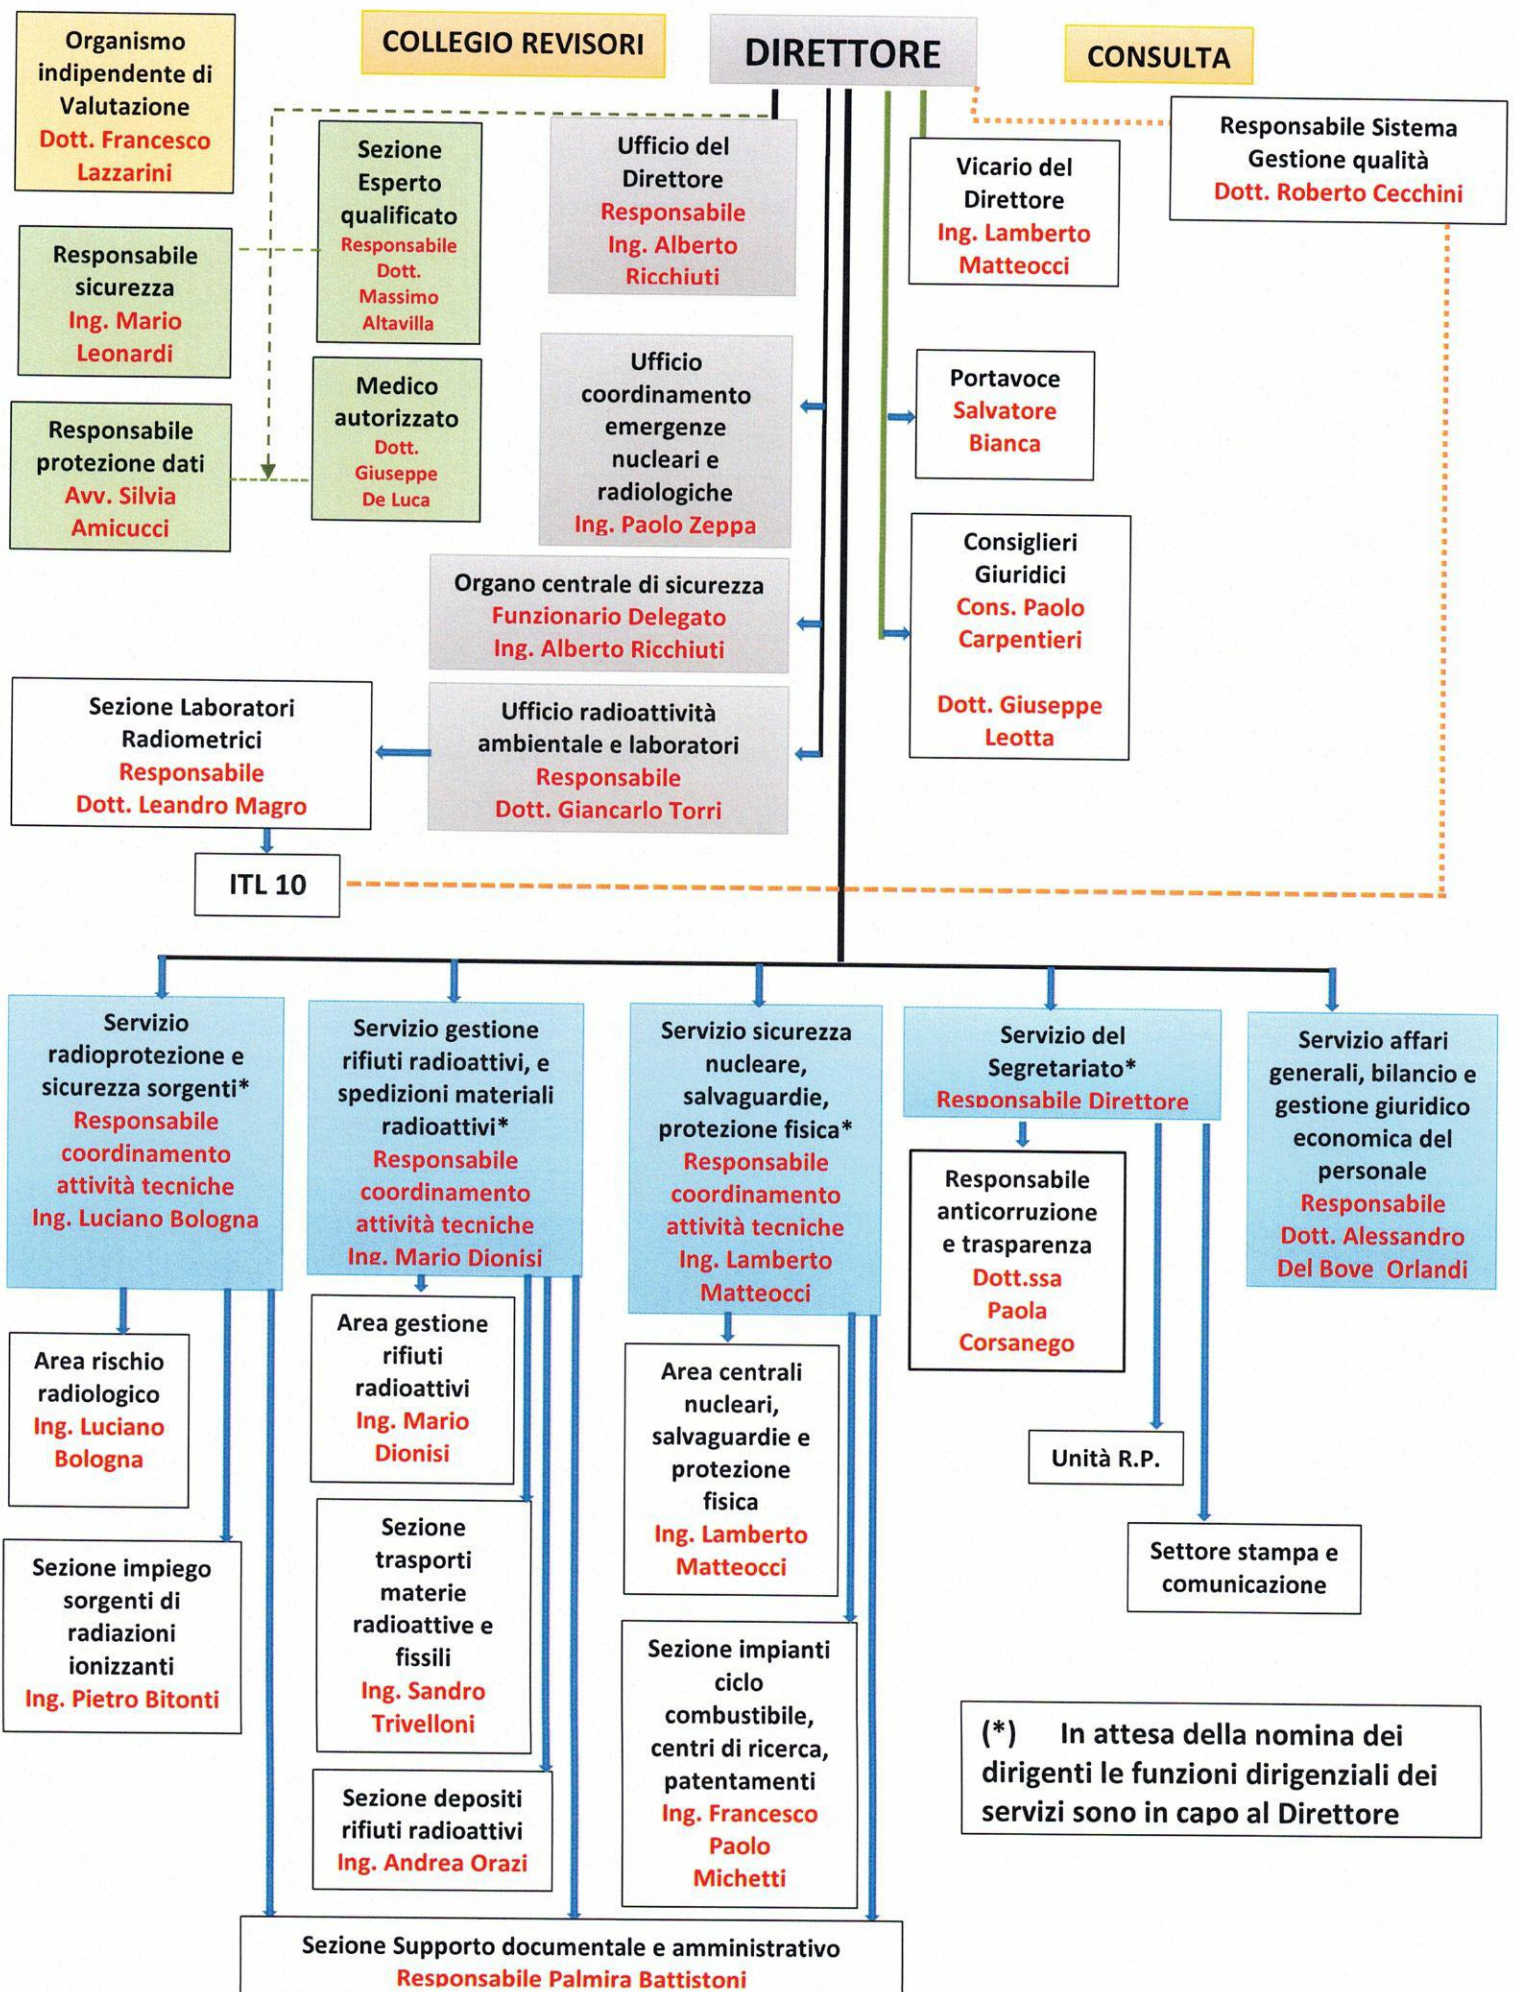 Organismo
indipendente di
Valutazione
Dott. Francesco
Lazzarini
COLLEGIO REVISORI
DIRETTORE
CONSULTA
Responsabile Sistema
Gestione qualità
Dott. Roberto Cecchini
Sezione
Esperto
qualificato
Responsabile
Dott.
Massimo
Altavilla
Ufficio del
Direttore
Responsabile
Ing. Alberto
Ricchiuti
Vicario del
Direttore
Ing. Lamberto
Matteocci
Responsabile
sicurezza
Ing. Mario
Leonardi
Medico
autorizzato
Dott.
Giuseppe
De Luca
Ufficio
coordinamento
emergenze
nucleari e
radiologiche
Ing. Paolo Zeppa
Portavoce
Salvatore
Bianca
Responsabile
protezione dati
Avv. Silvia
Amicucci
Organo centrale di sicurezza
Funzionario Delegato
Ing. Alberto Ricchiuti
Consiglieri
Giuridici
Cons. Paolo
Carpentieri
Dott. Giuseppe
Leotta
Sezione Laboratori
Radiometrici
Responsabile
Dott. Leandro Magro
Ufficio radioattività
ambientale e laboratori
Responsabile
Dott. Giancarlo Torri
ITL 10
Servizio
radioprotezione e
sicurezza sorgenti*
Responsabile
coordinamento
attività tecniche
Ing. Luciano Bologna
Servizio gestione
rifiuti radioattivi, e
spedizioni materiali
radioattivi*
Responsabile
coordinamento
attività tecniche
Ing. Mario Dionisi
Servizio sicurezza
nucleare,
salvaguardie,
protezione fisica*
Responsabile
coordinamento
attività tecniche
Ing. Lamberto
Matteocci
Servizio del
Segretariato*
Responsabile Direttore
Servizio affari
generali, bilancio e
gestione giuridico
economica del
personale
Responsabile
Dott. Alessandro
Del Bove Orlandi
Area rischio
radiologico
Ing. Luciano
Bologna
Area gestione
rifiuti
radioattivi
Ing. Mario
Dionisi
Area centrali
nucleari,
salvaguardie e
protezione
fisica
Ing. Lamberto
Matteocci
Responsabile
anticorruzione
e trasparenza
Dott.ssa
Paola
Corsanego
Unità R.P.
Settore stampa e
comunicazione
Sezione impiego
sorgenti di
radiazioni
ionizzanti
Ing. Pietro Bitonti
Sezione
trasporti
materie
radioattive e
fissili
Ing. Sandro
Trivelloni
Sezione impianti
ciclo
combustibile,
centri di ricerca,
patentamenti
Ing. Francesco
Paolo
Michetti
Sezione depositi
rifiuti radioattivi
Ing. Andrea Orazi
(*) In attesa della nomina dei
dirigenti le funzioni dirigenziali dei
servizi sono in capo al Direttore
Sezione Supporto documentale e amministrativo
Responsabile Palmira Battistoni